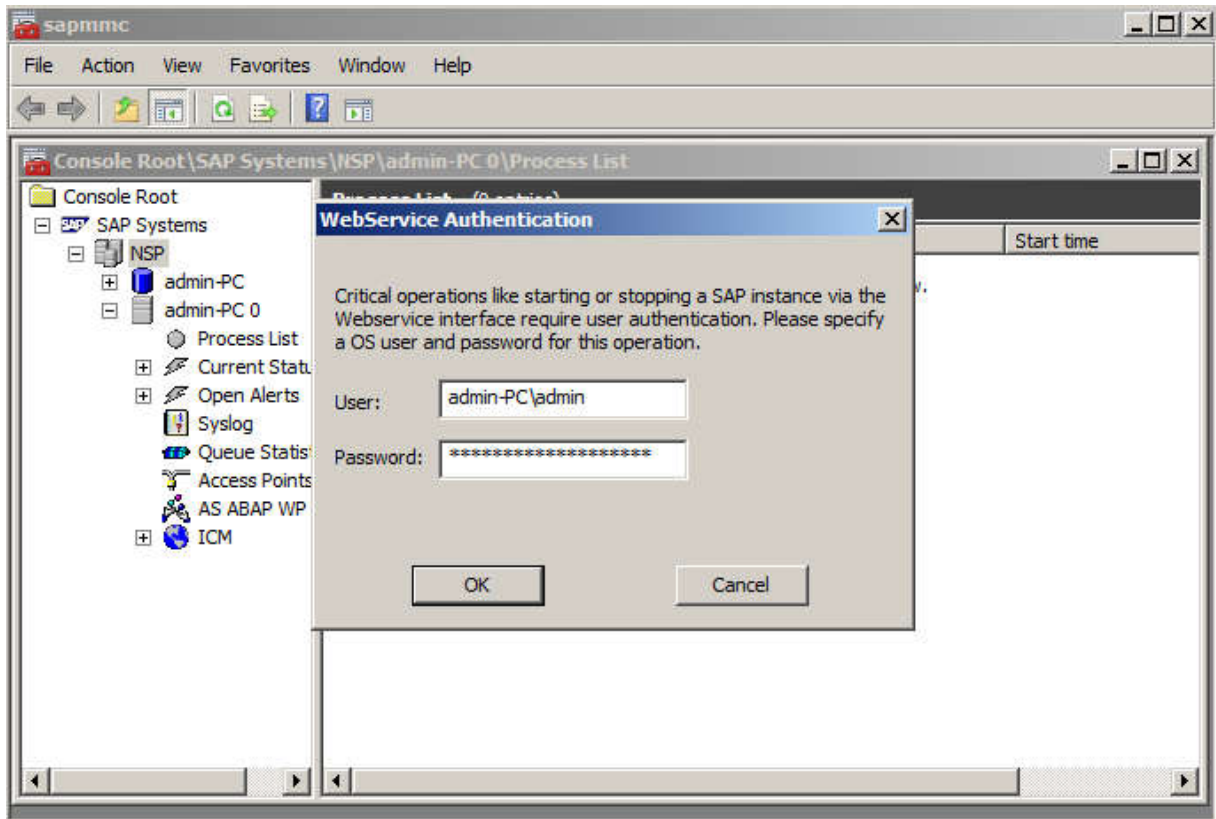 sapmmc
File Action View Favorites Window Help
Console Root\SAP Systems\NSP\admin-PC 0\Process List
Console Root
SAP Systems
NSP
admin-PC
admin-PC 0
Process List
Current Statu
Open Alerts
Syslog
Queue Statis
Access Points
AS ABAP WP
ICM
Process List (0 entries)
Start time
WebService Authentication
Critical operations like starting or stopping a SAP instance via the
Webservice interface require user authentication. Please specify
a OS user and password for this operation.
User: admin-PC\admin
Password: *******************
OK Cancel